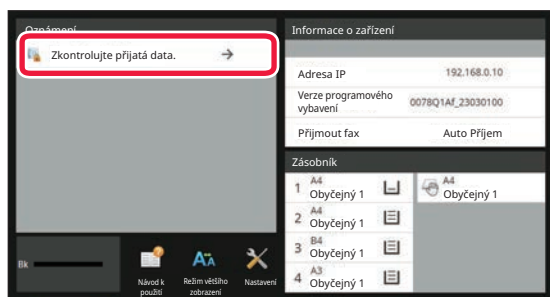 Oznámení
Zkontrolujte přijatá data.
Informace o zařízení
Adresa IP 192.168.0.10
Verze programového
vybavení 0078Q1Af_23030100
Přijmout fax Auto Příjem
Zásobník
1 A4
Obyčejný 1
A4
Obyčejný 1
2 A4
Obyčejný 1
3 B4
Obyčejný 1
4 A3
Obyčejný 1
Bk
Návod k
použití
Režim většího
zobrazení
Nastavení